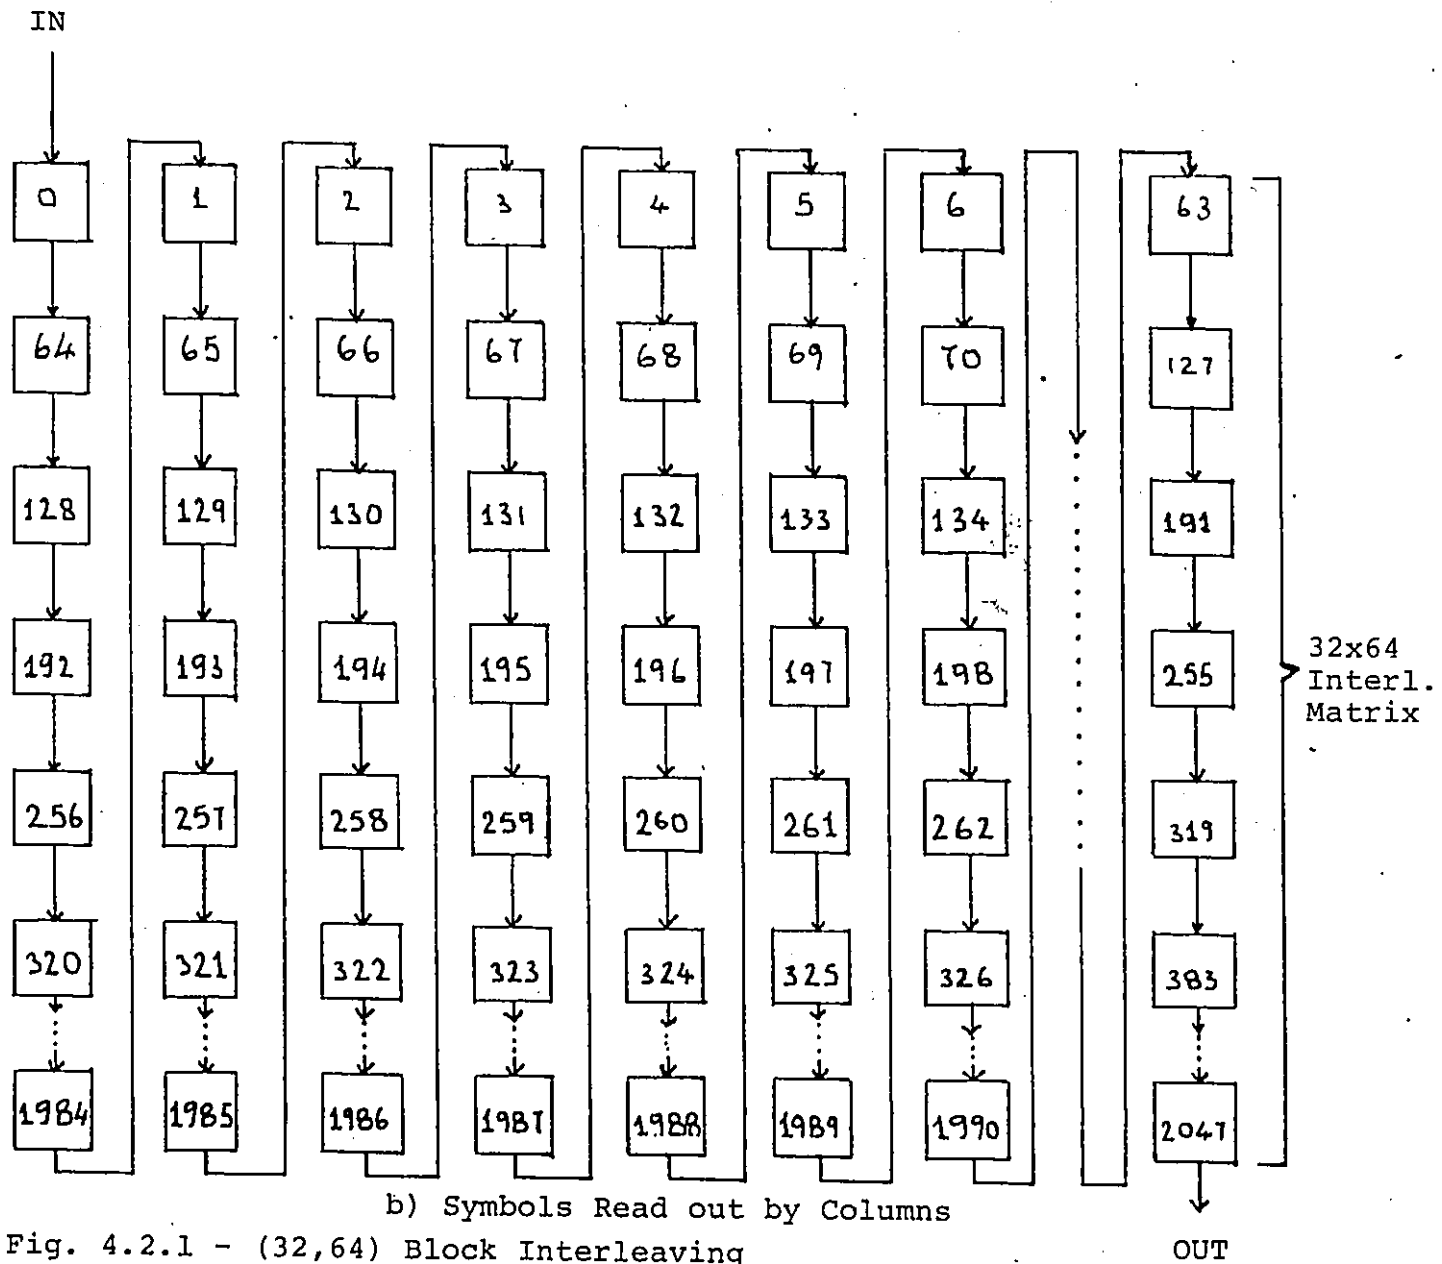 IN
0 1 2 3 4 5 6 63
64 65 66 67 68 69 70 127
128 129 130 131 132 133 134 191
192 193 194 195 196 197 198 255
32x64
Interl.
Matrix
256 257 258 259 260 261 262 319
320 321 322 323 324 325 326 383
1984 1985 1986 1987 1988 1989 1990 2047
b) Symbols Read out by Columns
Fig. 4.2.1 - (32,64) Block Interleaving
OUT